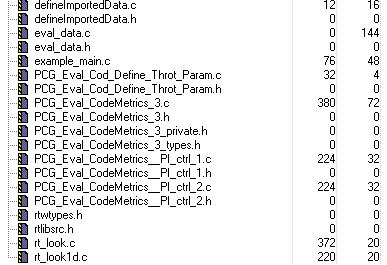 defineImportedData.c 12 16
defineImportedData.h 0 0
eval_data.c 0 144
eval_data.h 0 0
example_main.c 76 48
PCG_Eval_Cod_Define_Throt_Param.c 32 4
PCG_Eval_Cod_Define_Throt_Param.h 0 0
PCG_Eval_CodeMetrics_3.c 380 72
PCG_Eval_CodeMetrics_3.h 0 0
PCG_Eval_CodeMetrics_3_private.h 0 0
PCG_Eval_CodeMetrics_3_types.h 0 0
PCG_Eval_CodeMetrics__PI_ctrl_1.c 224 32
PCG_Eval_CodeMetrics__PI_ctrl_1.h 0 0
PCG_Eval_CodeMetrics__PI_ctrl_2.c 224 32
PCG_Eval_CodeMetrics__PI_ctrl_2.h 0 0
rtwtypes.h 0 0
rtlibsrc.h 0 0
rt_look.c 372 20
rt_look1d.c 220 20